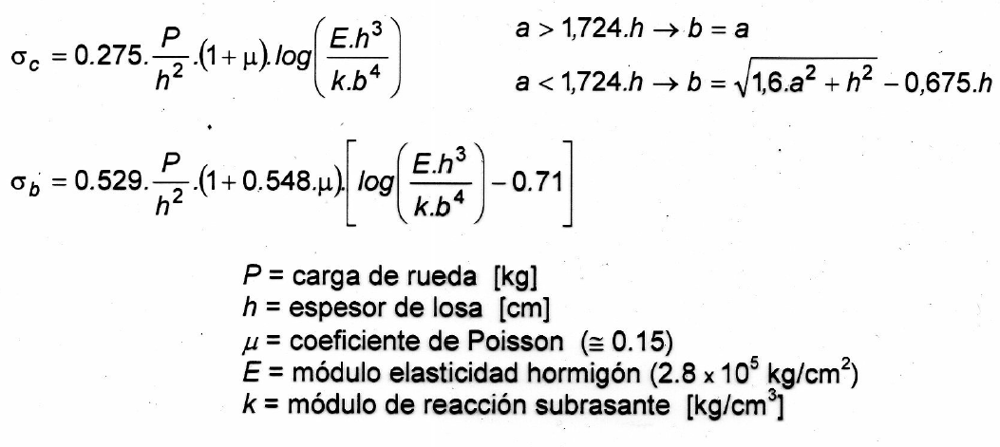 σc = 0.275. P/h² .(1 + μ). log(E.h³/k.b⁴)
a > 1,724.h → b = a
a < 1,724.h → b = √(1,6.a² + h²) − 0,675.h
σb = 0.529. P/h² .(1 + 0.548.μ).[log(E.h³/k.b⁴) − 0.71]
P = carga de rueda [kg]
h = espesor de losa [cm]
μ = coeficiente de Poisson (≅ 0.15)
E = módulo elasticidad hormigón (2.8 x 10⁵ kg/cm²)
k = módulo de reacción subrasante [kg/cm³]